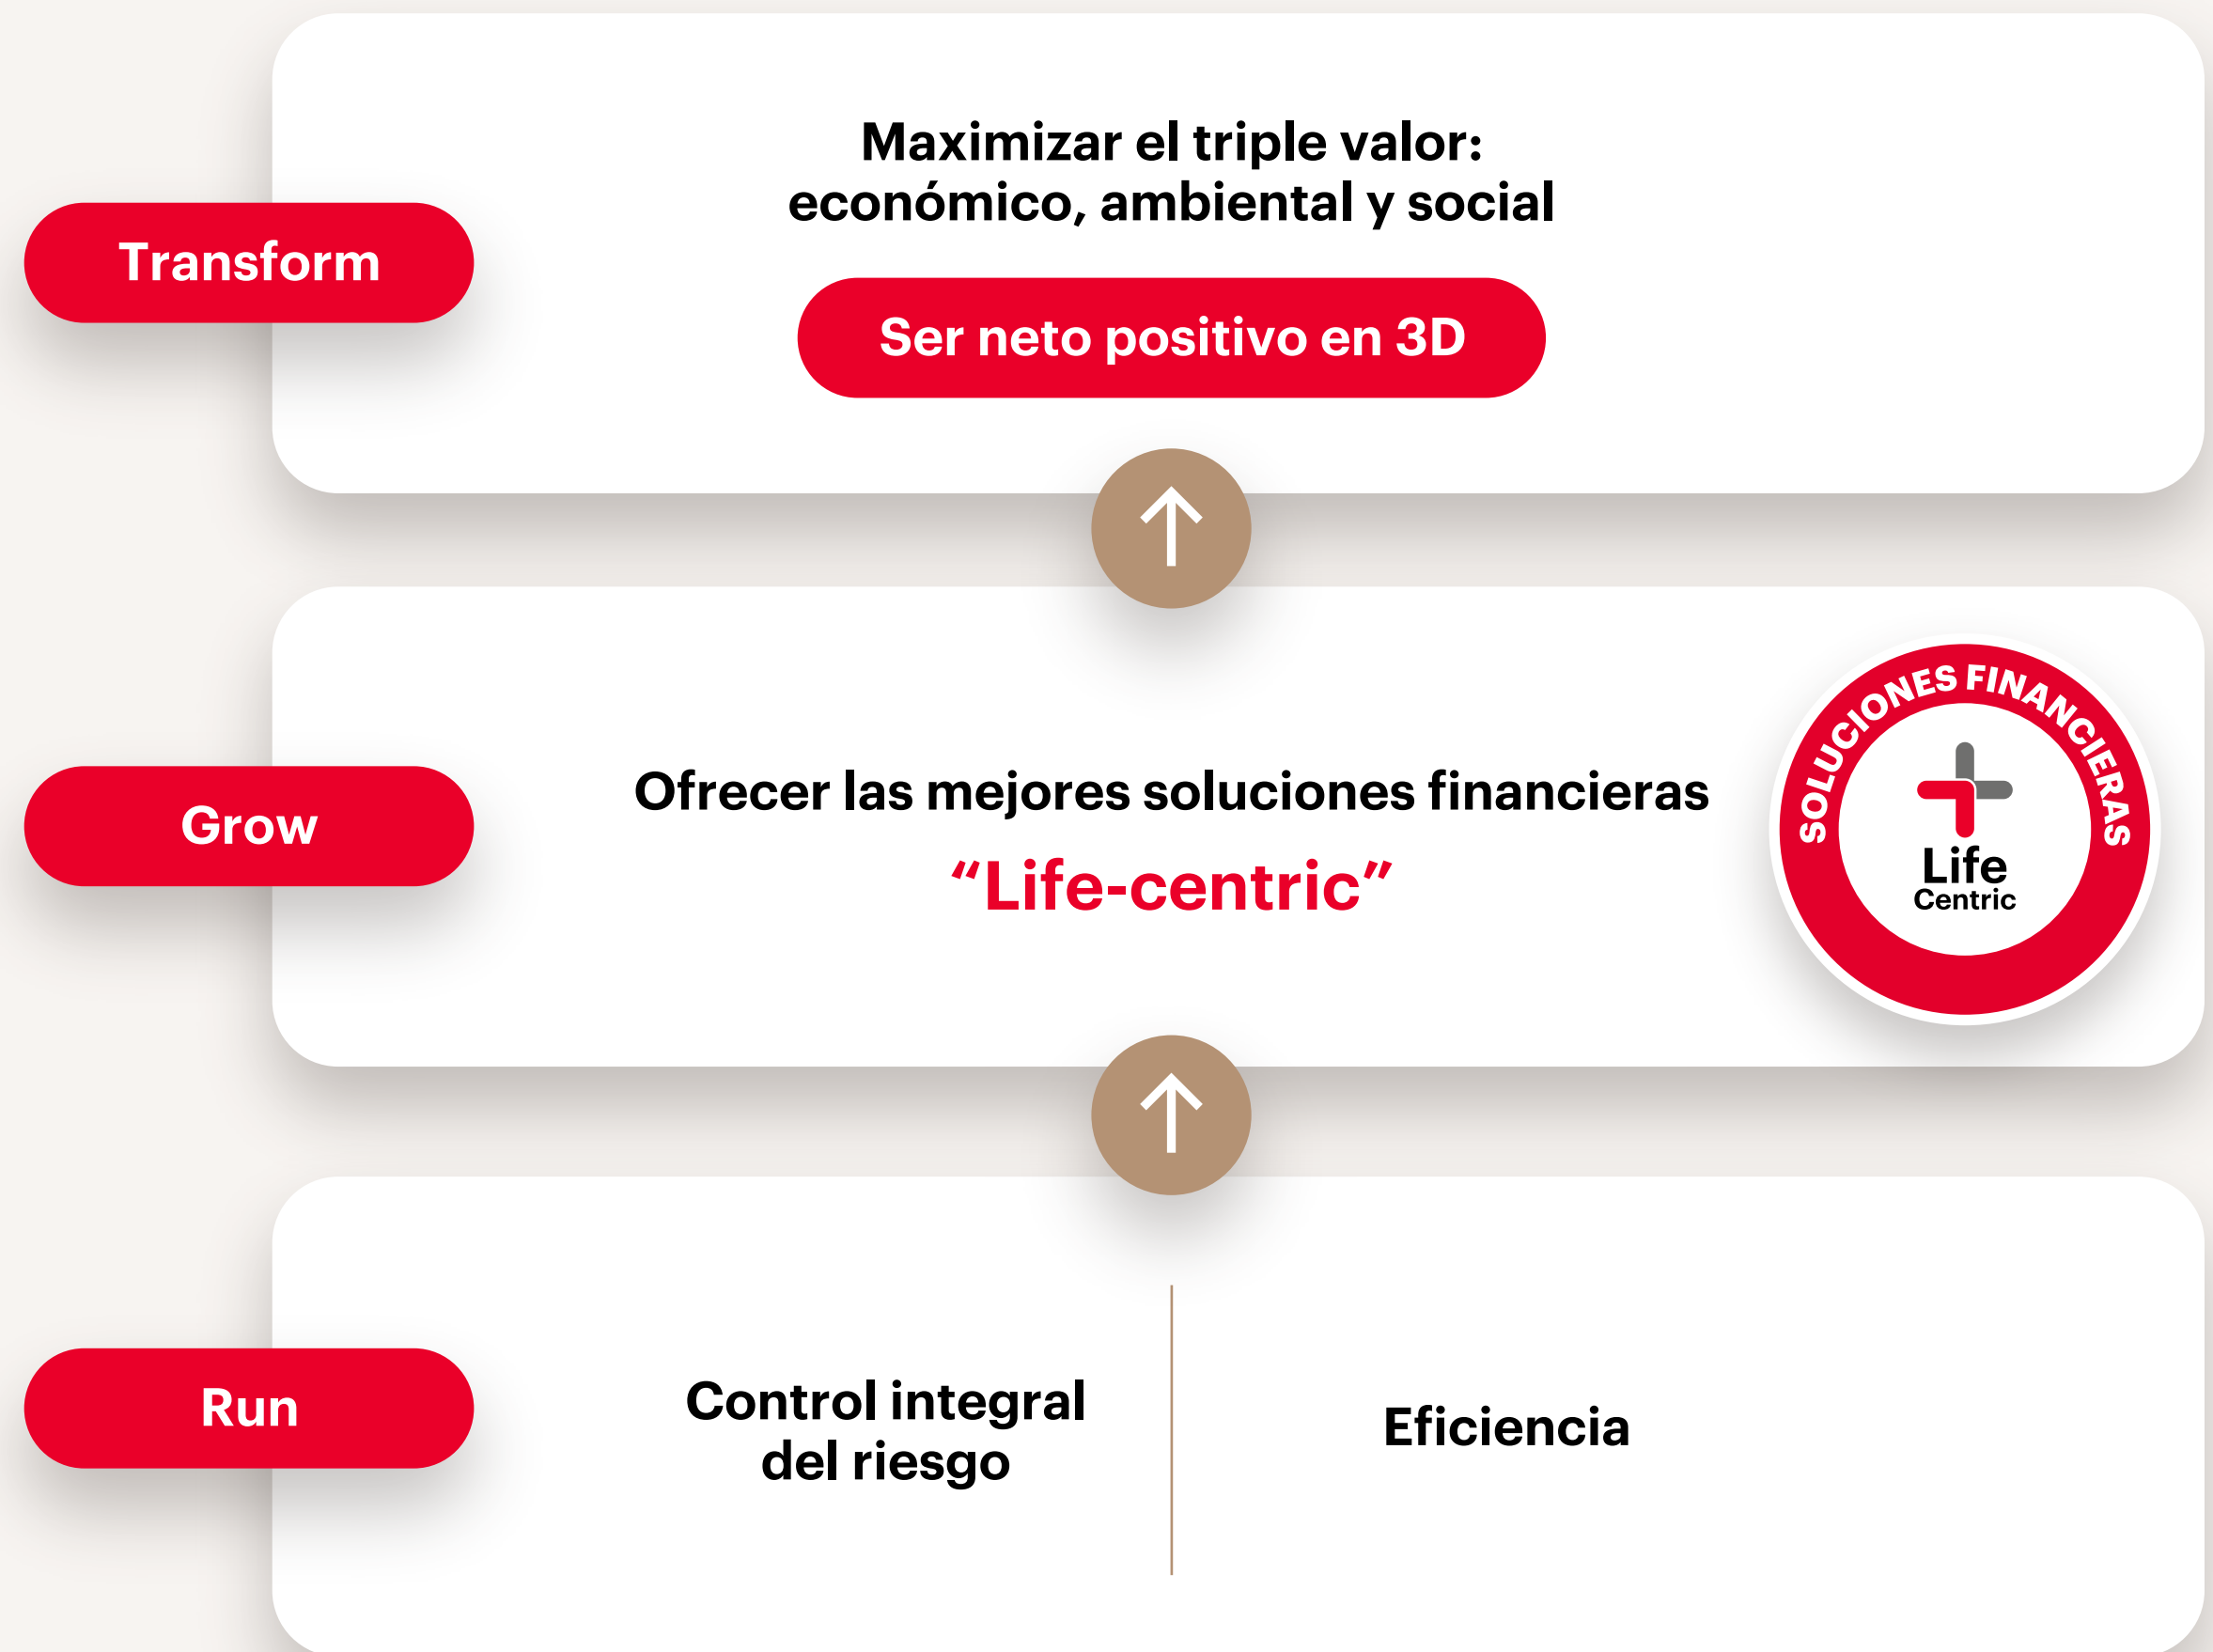 Transform
Maximizar el triple valor:
económico, ambiental y social
Ser neto positivo en 3D
Grow
Ofrecer las mejores soluciones financieras
“Life-centric”
SOLUCIONES FINANCIERAS
Life
Centric
Run
Control integral
del riesgo
Eficiencia